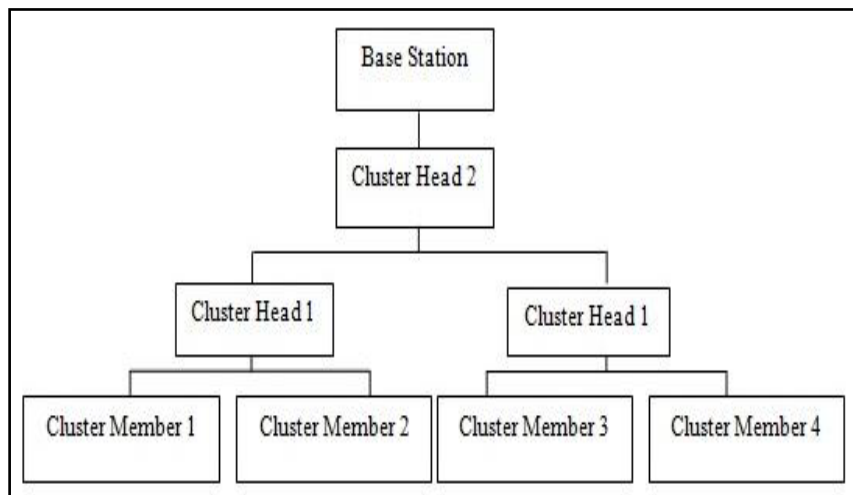 Base Station
Cluster Head 2
Cluster Head 1
Cluster Head 1
Cluster Member 1
Cluster Member 2
Cluster Member 3
Cluster Member 4